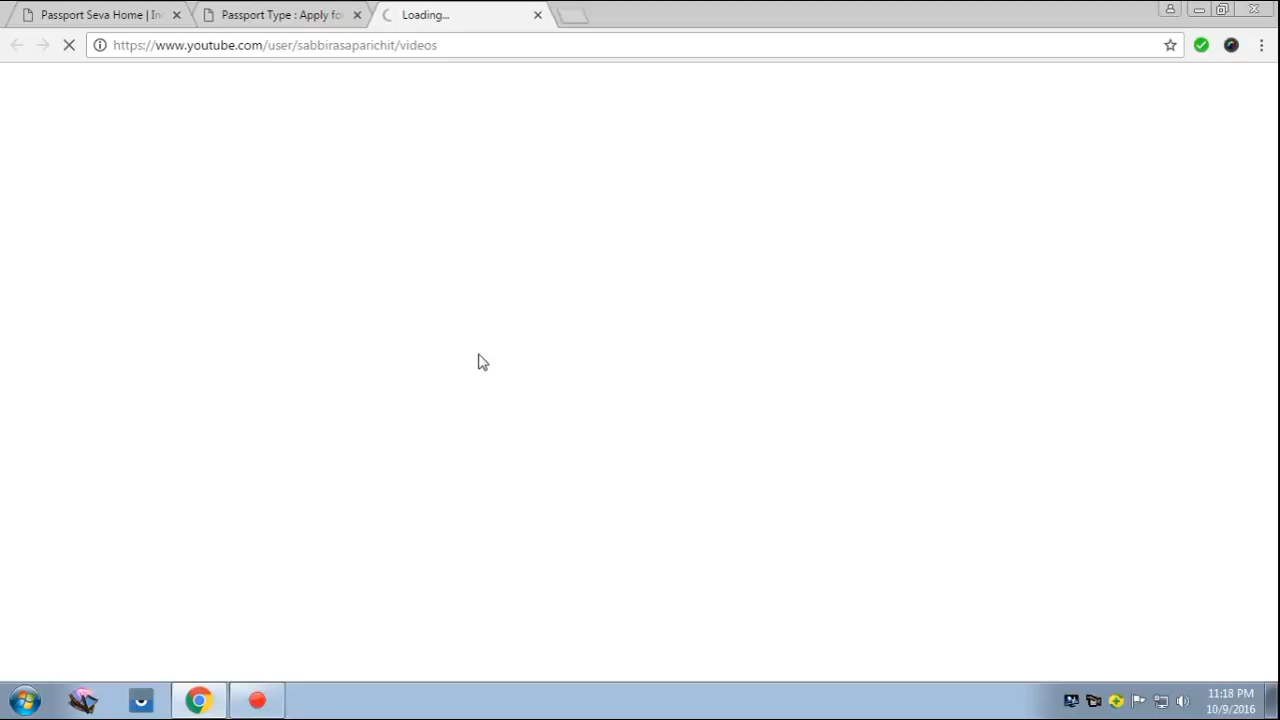 Passport Seva Home | In
Passport Type : Apply fo
Loading...
https://www.youtube.com/user/sabbirasaparichit/videos
11:18 PM
10/9/2016